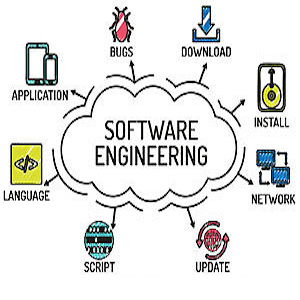 BUGS
DOWNLOAD
APPLICATION
INSTALL
SOFTWARE
ENGINEERING
LANGUAGE
NETWORK
SCRIPT
UPDATE